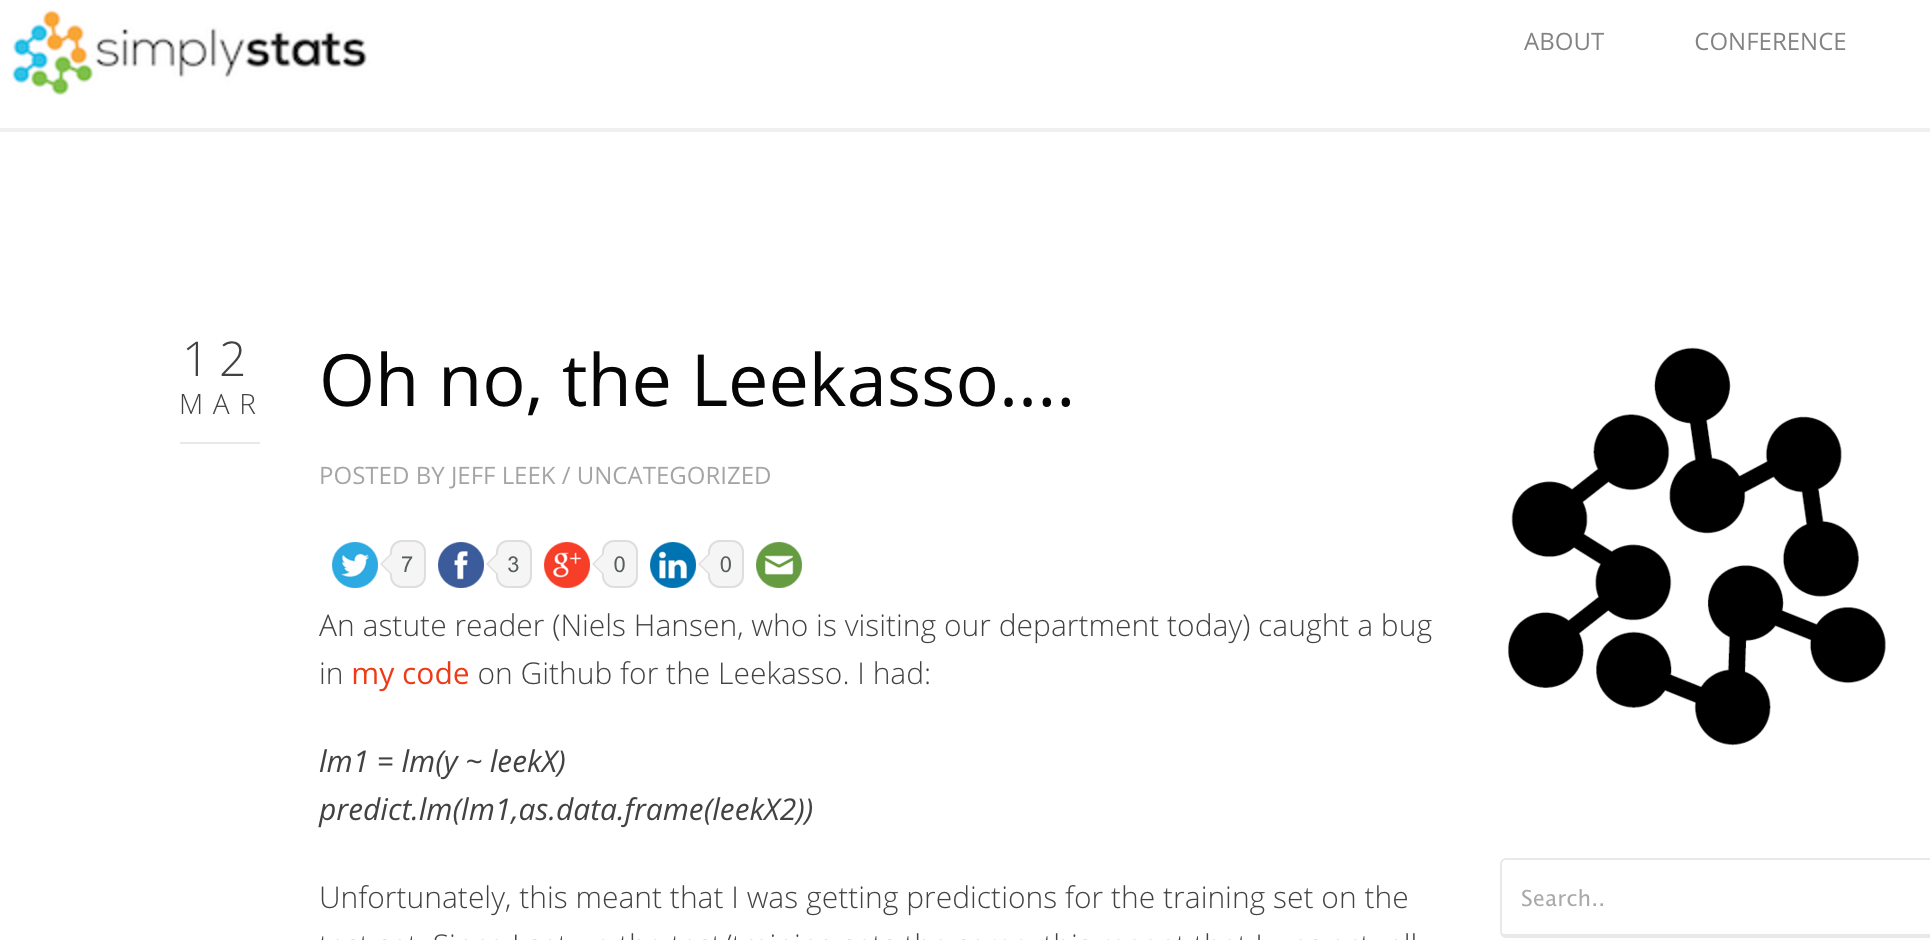 simplystats
ABOUT
CONFERENCE
12
MAR
Oh no, the Leekasso....
POSTED BY JEFF LEEK / UNCATEGORIZED
7
3
0
0
An astute reader (Niels Hansen, who is visiting our department today) caught a bug
in my code on Github for the Leekasso. I had:
lm1 = lm(y ~ leekX)
predict.lm(lm1,as.data.frame(leekX2))
Unfortunately, this meant that I was getting predictions for the training set on the
Search..